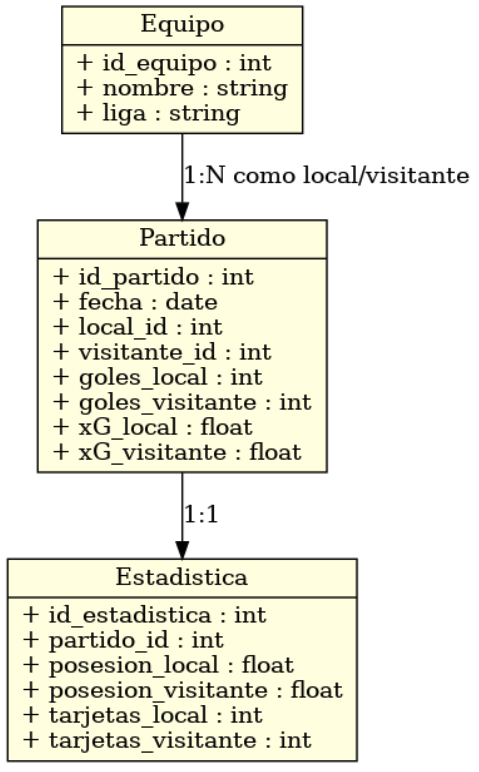 Equipo
+ id_equipo : int
+ nombre : string
+ liga : string
1:N como local/visitante
Partido
+ id_partido : int
+ fecha : date
+ local_id : int
+ visitante_id : int
+ goles_local : int
+ goles_visitante : int
+ xG_local : float
+ xG_visitante : float
1:1
Estadistica
+ id_estadistica : int
+ partido_id : int
+ posesion_local : float
+ posesion_visitante : float
+ tarjetas_local : int
+ tarjetas_visitante : int